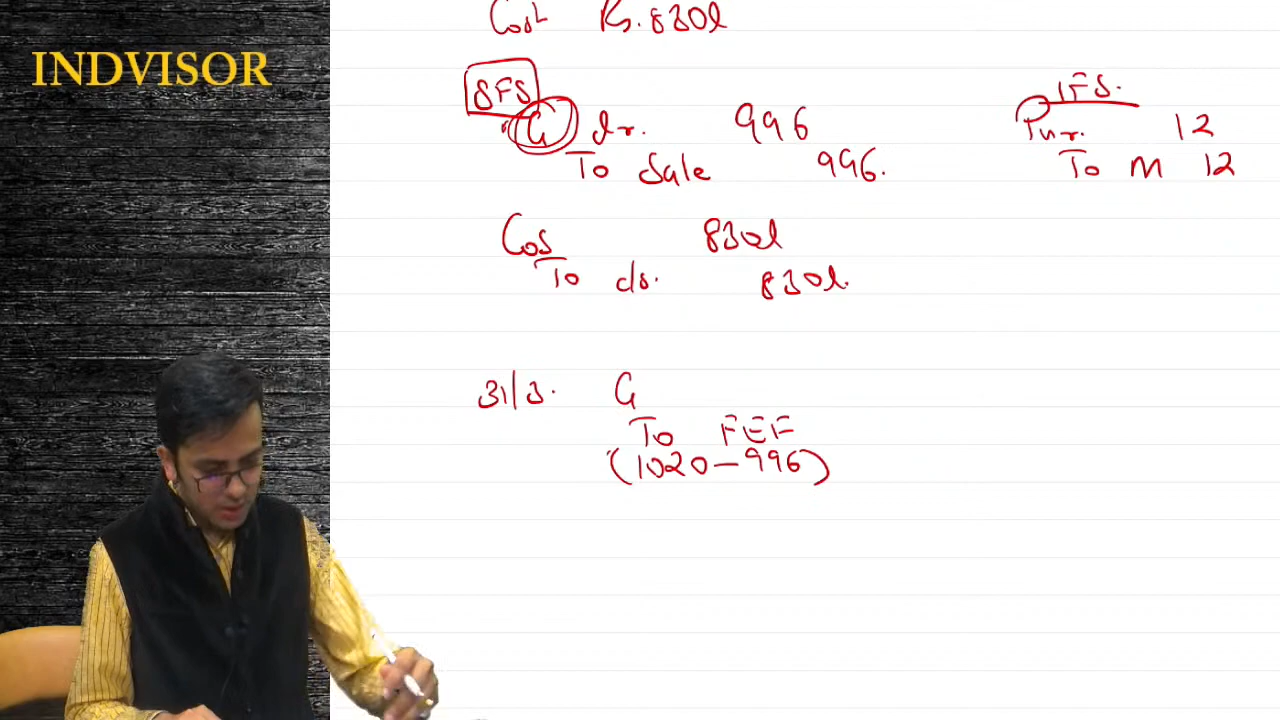 INDVISOR
Cost Rs. 830l
SFS
G dr. 996
To Sale 996.
IFS.
Pur. 12
To M 12
Cos 830l
To c/s. 830l.
31/3. G
To FEF
(1020-996)